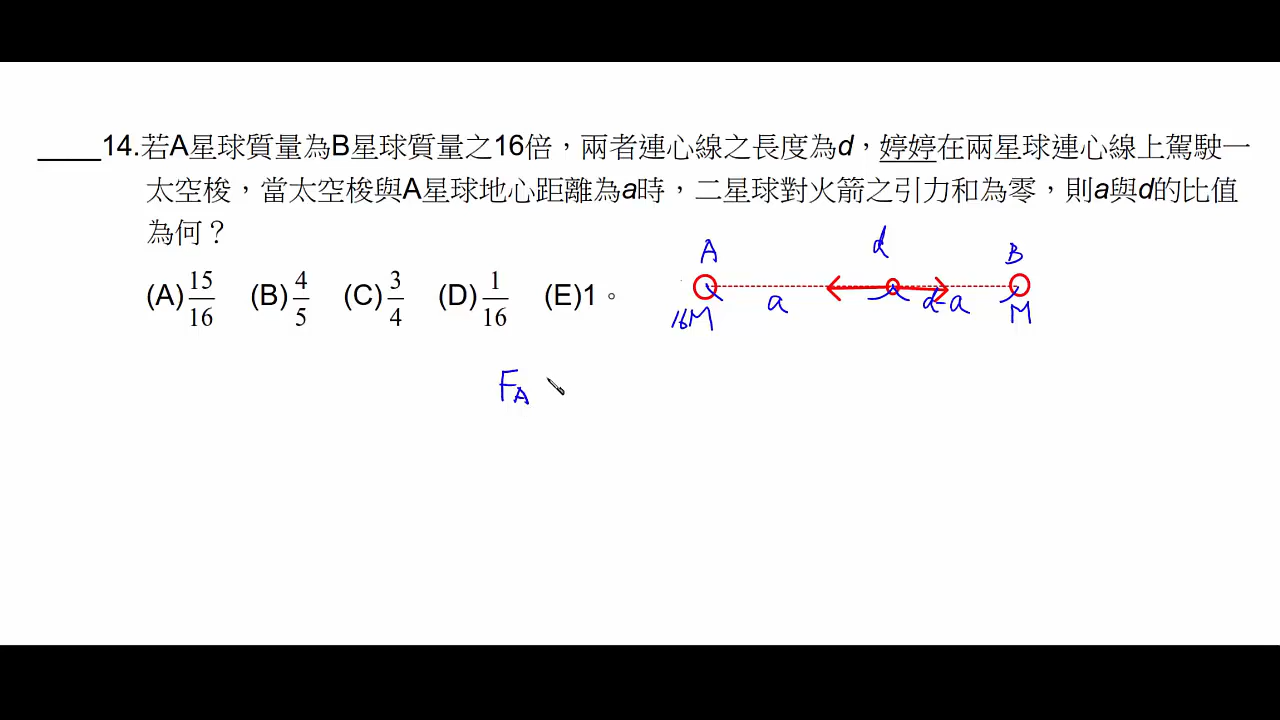 ____14.若A星球質量為B星球質量之16倍，兩者連心線之長度為d，婷婷在兩星球連心線上駕駛一
太空梭，當太空梭與A星球地心距離為a時，二星球對火箭之引力和為零，則a與d的比值
為何？
(A)15/16 (B)4/5 (C)3/4 (D)1/16 (E)1。
A d B
a d-a
16M M
F_A